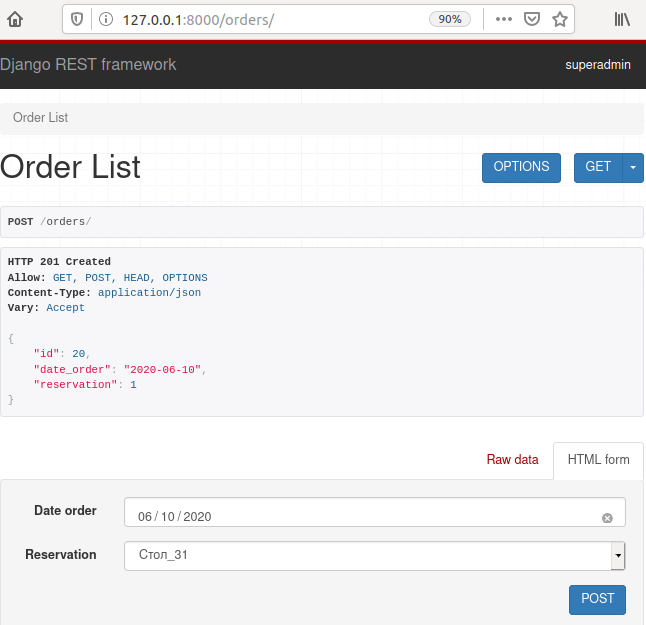 127.0.0.1:8000/orders/ 90%
Django REST framework superadmin
Order List
Order List OPTIONS GET
POST /orders/
HTTP 201 Created
Allow: GET, POST, HEAD, OPTIONS
Content-Type: application/json
Vary: Accept
{
"id": 20,
"date_order": "2020-06-10",
"reservation": 1
}
Raw data HTML form
Date order 06 / 10 / 2020
Reservation Стол_31
POST